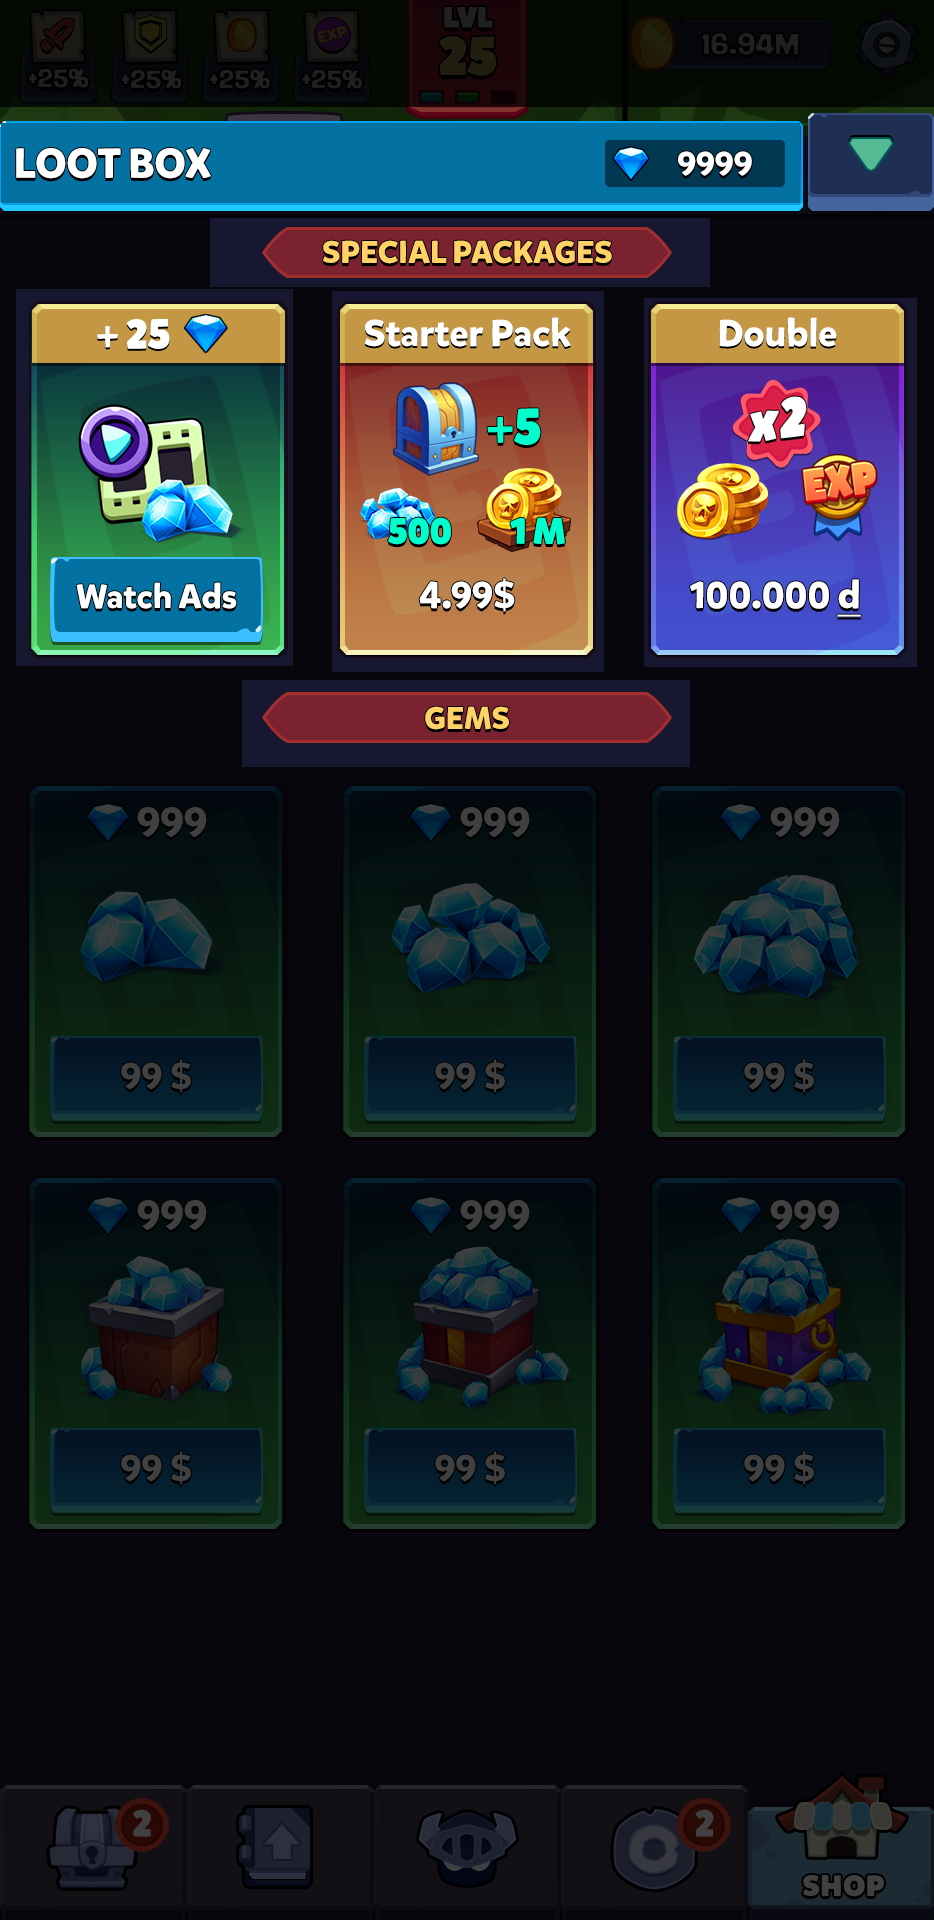 +25% +25% +25% EXP +25%
LVL
25
16.94M
LOOT BOX
9999
SPECIAL PACKAGES
+ 25
Watch Ads
Starter Pack
+5
500
1M
4.99$
Double
x2
EXP
100.000 đ
GEMS
999 999 999
99 $ 99 $ 99 $
999 999 999
99 $ 99 $ 99 $
2
2
SHOP